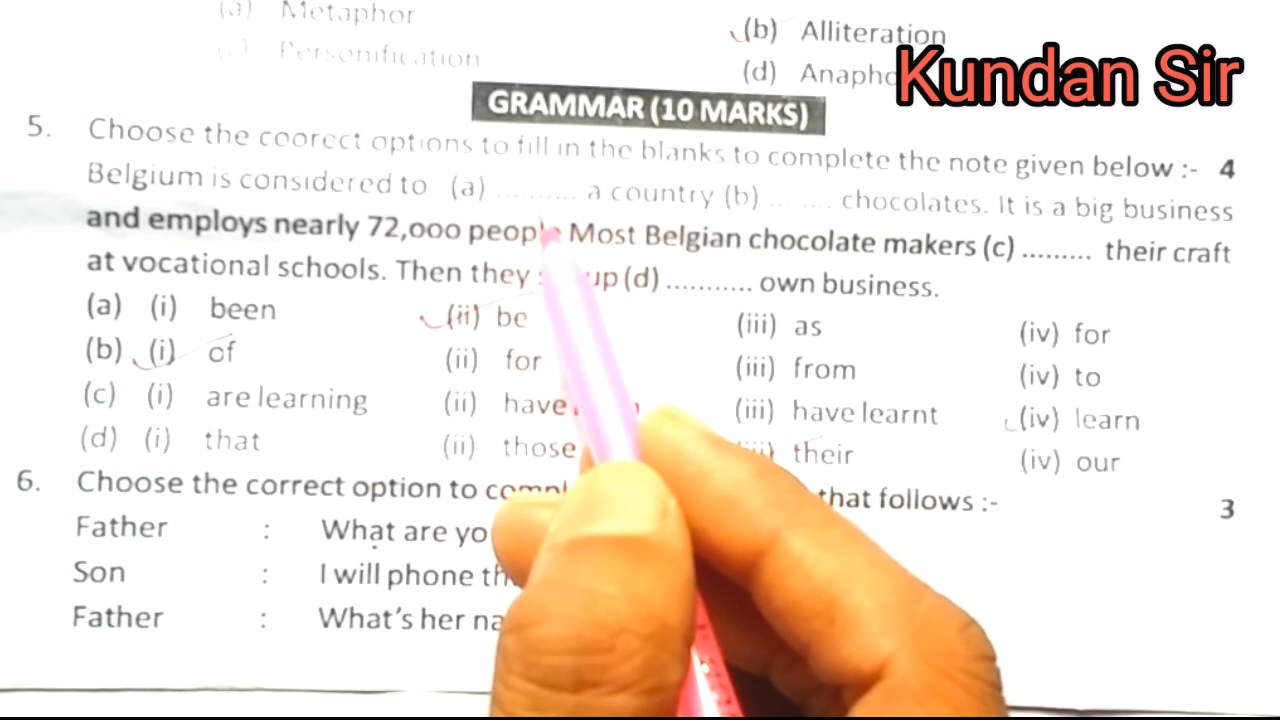 (a) Metaphor (b) Alliteration
Personification (d)
Kundan Sir
GRAMMAR (10 MARKS)
5. Choose the coorect options to fill in the blanks to complete the note given below :- 4
Belgium is considered to (a) .......... a country (b) ........ chocolates. It is a big business
and employs nearly 72,000 people Most Belgian chocolate makers (c) ......... their craft
at vocational schools. Then they up (d) ........... own business.
(a) (i) been (ii) be (iii) as (iv) for
(b) (i) of (ii) for (iii) from (iv) to
(c) (i) are learning (ii) have (iii) have learnt (iv) learn
(d) (i) that (ii) those (iii) their (iv) our
6. Choose the correct option to that follows :- 3
Father : What are
Son : I will phone
Father : What's her